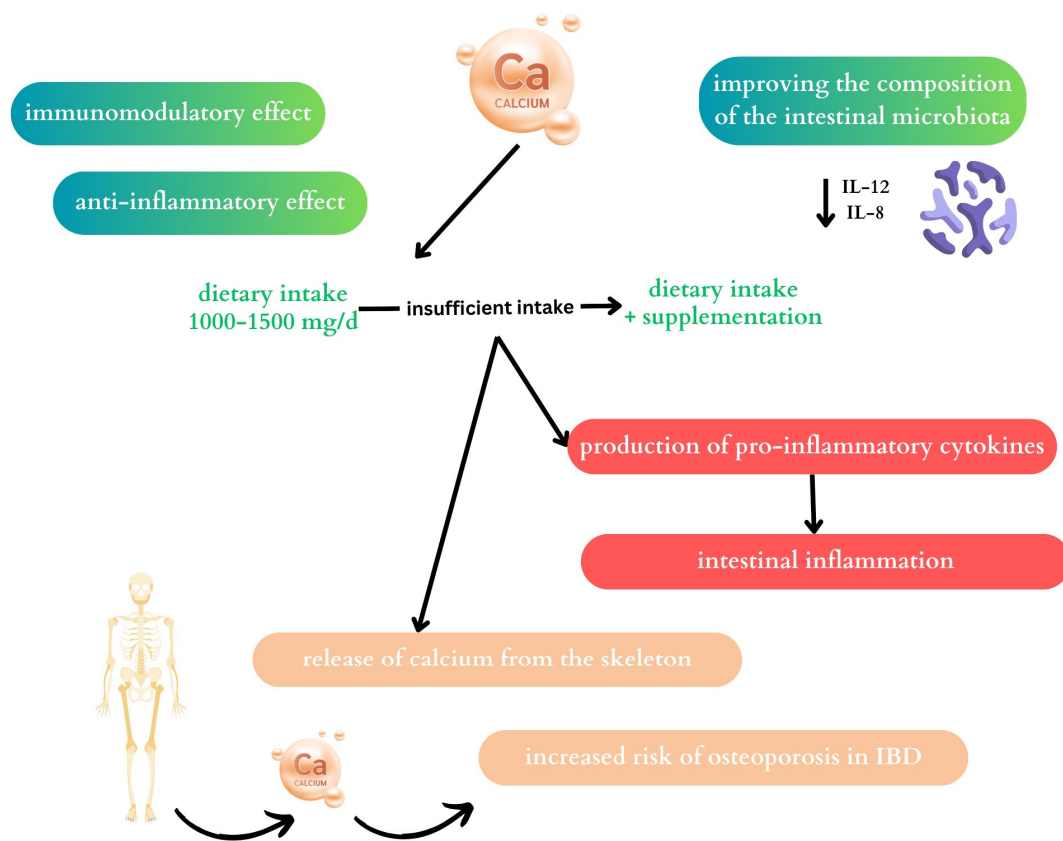 Ca
CALCIUM
immunomodulatory effect
anti-inflammatory effect
improving the composition
of the intestinal microbiota
IL-12
IL-8
dietary intake
1000-1500 mg/d
insufficient intake
dietary intake
+ supplementation
production of pro-inflammatory cytokines
intestinal inflammation
release of calcium from the skeleton
increased risk of osteoporosis in IBD
Ca
CALCIUM